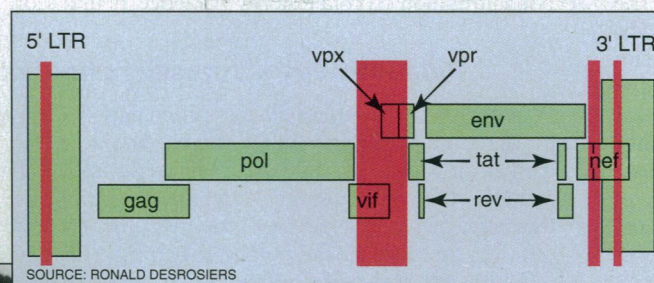 5' LTR
3' LTR
vpx
vpr
env
pol
tat
nef
gag
vif
rev
SOURCE: RONALD DESROSIERS